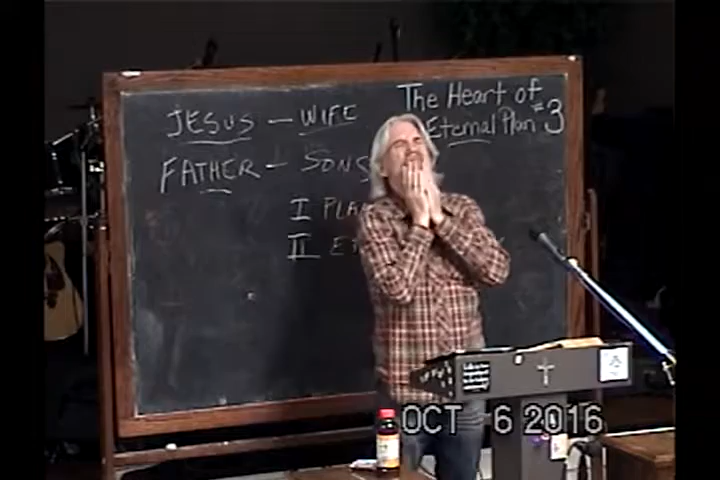 The Heart of
Eternal Plan #3
JESUS — WIFE
FATHER — SONS
I PLA
II E
OCT 6 2016